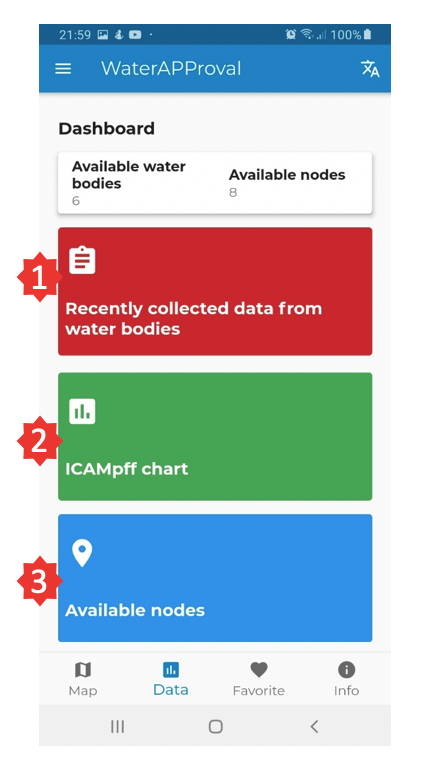 21:59 100%
WaterAPProval
Dashboard
Available water
bodies
6
Available nodes
8
1
Recently collected data from
water bodies
2
ICAMpff chart
3
Available nodes
Map Data Favorite Info